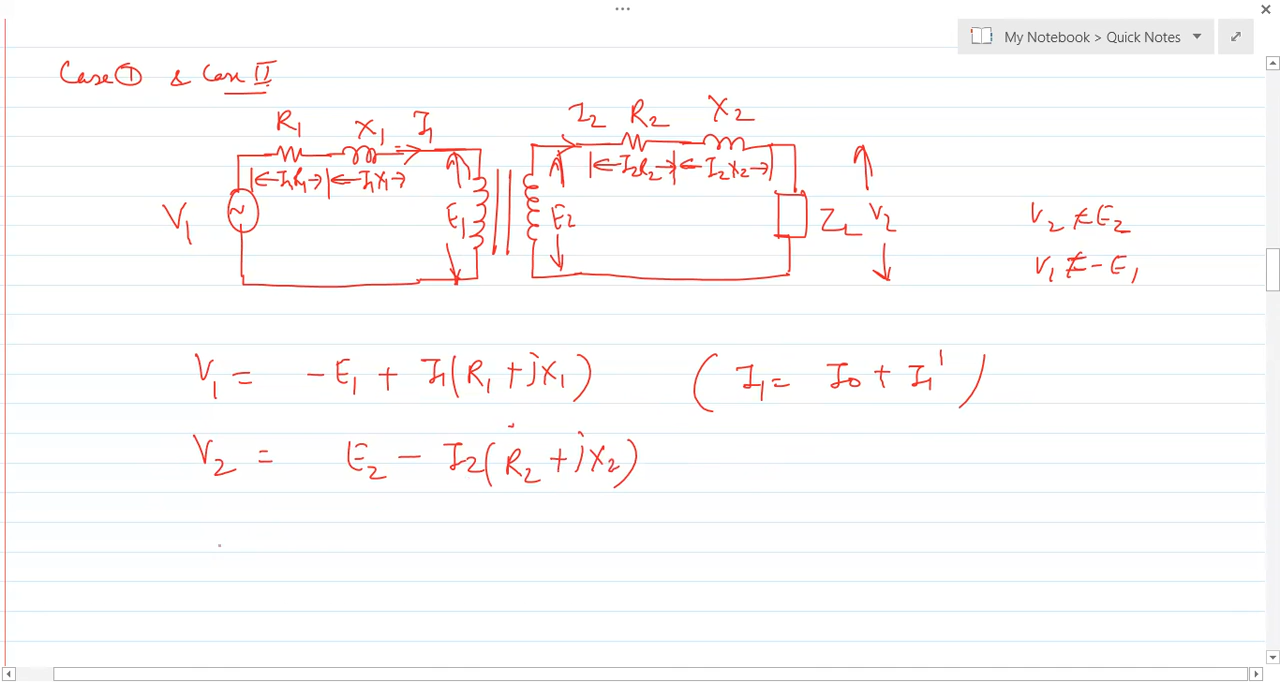 My Notebook > Quick Notes
Case ① & Case II
R₁ X₁ I₁ I₂ R₂ X₂
I₁R₁ I₁X₁ I₂R₂ I₂X₂
V₁ E₁ E₂ Z_L V₂
V₂ ≠ E₂
V₁ ≠ -E₁
V₁ = -E₁ + I₁(R₁ + jX₁) (I₁ = I₀ + I₁')
V₂ = E₂ - I₂(R₂ + jX₂)